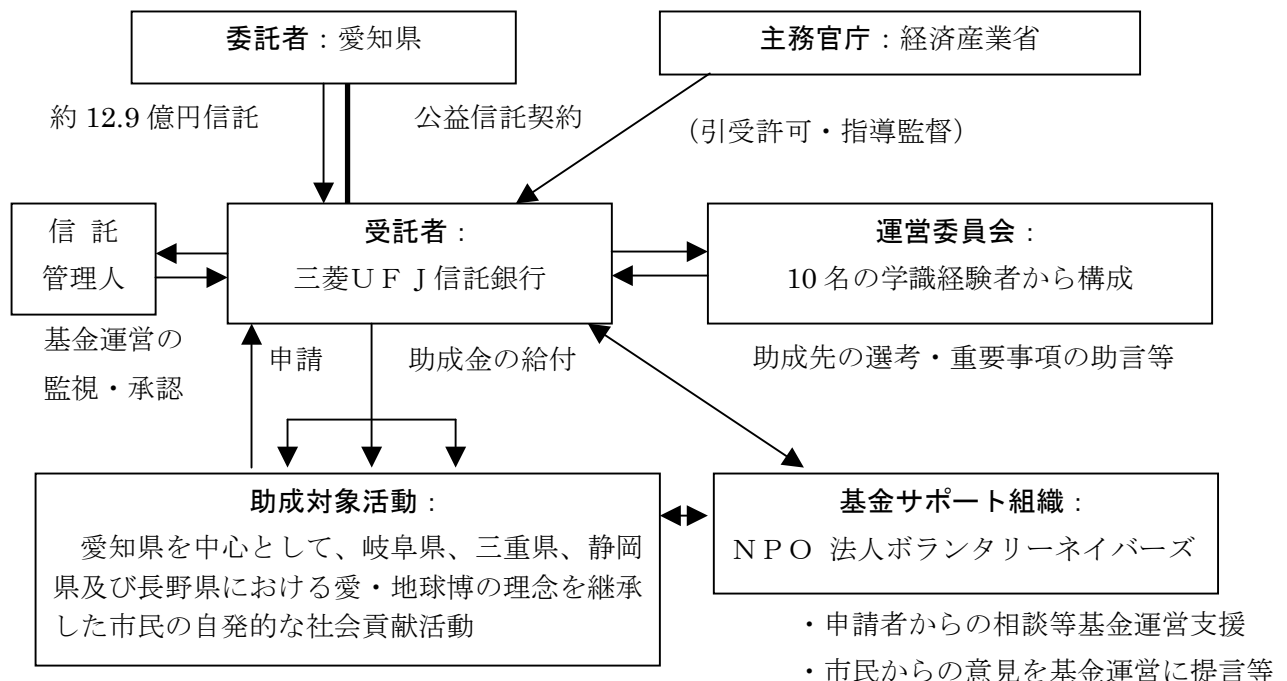 委託者：愛知県
主務官庁：経済産業省
約 12.9 億円信託
公益信託契約
（引受許可・指導監督）
信 託
管理人
受託者：
三菱ＵＦＪ信託銀行
運営委員会：
10 名の学識経験者から構成
基金運営の
監視・承認
申請
助成金の給付
助成先の選考・重要事項の助言等
助成対象活動：
愛知県を中心として、岐阜県、三重県、静岡
県及び長野県における愛・地球博の理念を継承
した市民の自発的な社会貢献活動
基金サポート組織：
ＮＰＯ 法人ボランタリーネイバーズ
・申請者からの相談等基金運営支援
・市民からの意見を基金運営に提言等